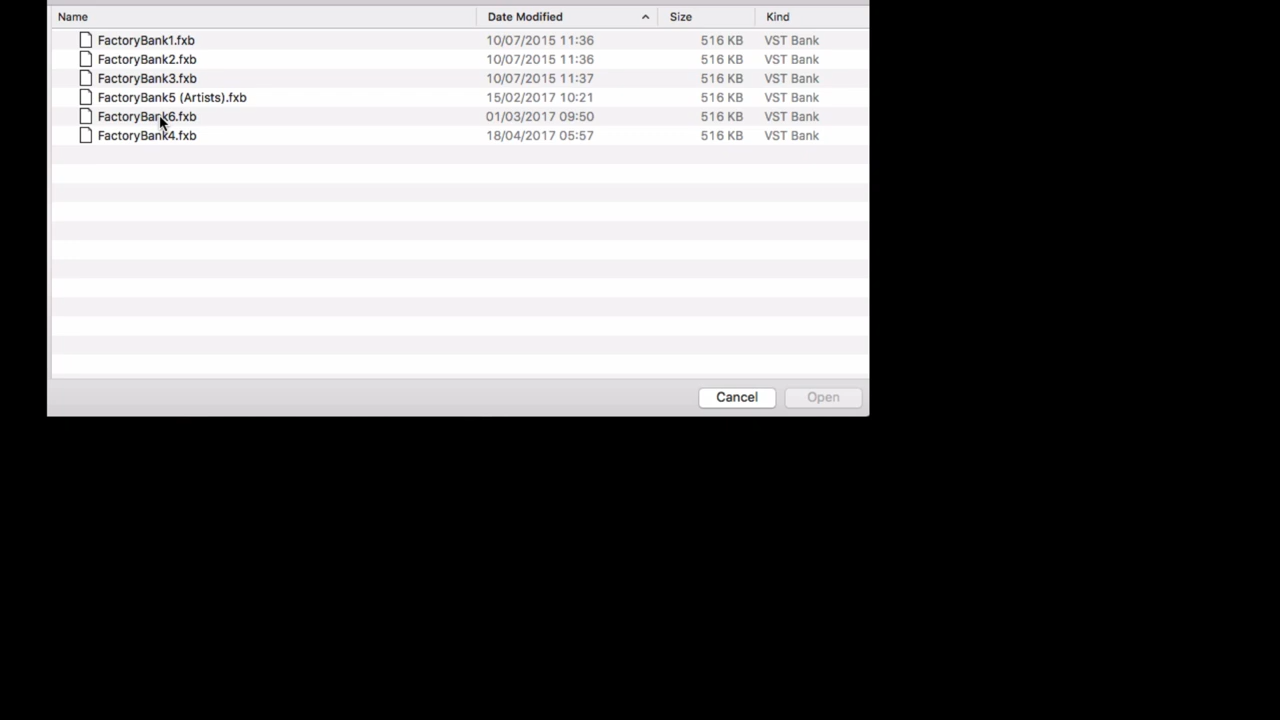 Name Date Modified Size Kind
FactoryBank1.fxb 10/07/2015 11:36 516 KB VST Bank
FactoryBank2.fxb 10/07/2015 11:36 516 KB VST Bank
FactoryBank3.fxb 10/07/2015 11:37 516 KB VST Bank
FactoryBank5 (Artists).fxb 15/02/2017 10:21 516 KB VST Bank
FactoryBank6.fxb 01/03/2017 09:50 516 KB VST Bank
FactoryBank4.fxb 18/04/2017 05:57 516 KB VST Bank
Cancel Open